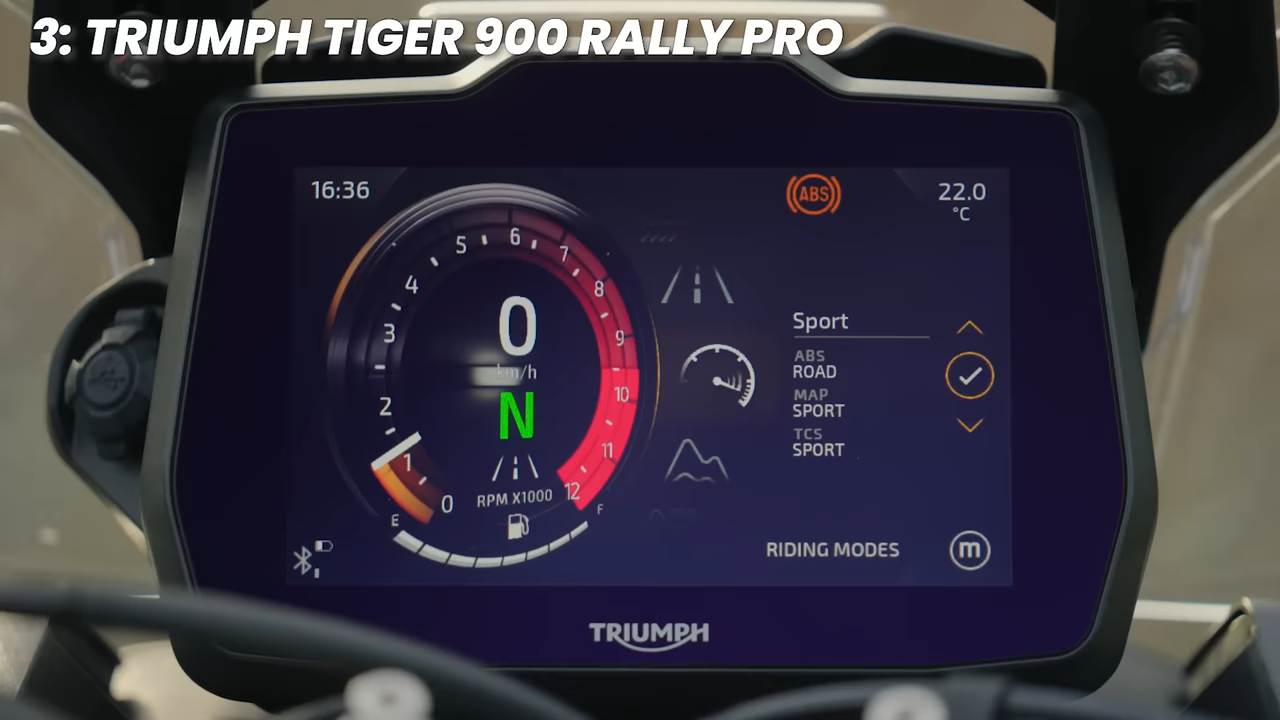 3: TRIUMPH TIGER 900 RALLY PRO
16:36
ABS
22.0
°C
0
1
2
3
4
5
6
7
8
9
10
11
12
0
km/h
N
RPM X1000
E
F
Sport
ABS
ROAD
MAP
SPORT
TCS
SPORT
RIDING MODES
m
TRIUMPH